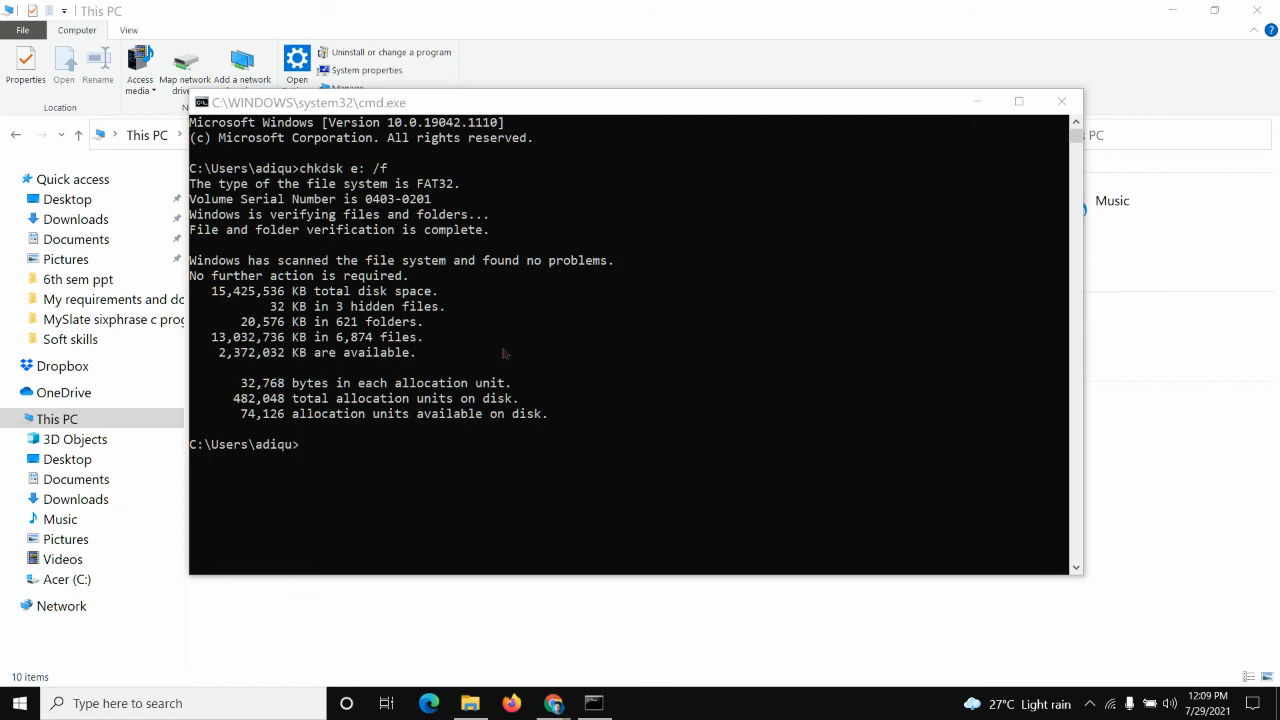 This PC
File
Computer
View
Properties
Open
Rename
Access media
Map network drive
Add a network
Open
Uninstall or change a program
System properties
Manage
Location
This PC
PC
C:\WINDOWS\system32\cmd.exe
Microsoft Windows [Version 10.0.19042.1110]
(c) Microsoft Corporation. All rights reserved.
C:\Users\adiqu>chkdsk e: /f
The type of the file system is FAT32.
Volume Serial Number is 0403-0201
Windows is verifying files and folders...
File and folder verification is complete.
Windows has scanned the file system and found no problems.
No further action is required.
15,425,536 KB total disk space.
32 KB in 3 hidden files.
20,576 KB in 621 folders.
13,032,736 KB in 6,874 files.
2,372,032 KB are available.
32,768 bytes in each allocation unit.
482,048 total allocation units on disk.
74,126 allocation units available on disk.
C:\Users\adiqu>
Quick access
Desktop
Downloads
Documents
Pictures
6th sem ppt
My requirements and do
MySlate sixphrase c prog
Soft skills
Dropbox
OneDrive
This PC
3D Objects
Desktop
Documents
Downloads
Music
Pictures
Videos
Acer (C:)
Network
Music
10 items
Type here to search
27°C Light rain
12:09 PM
7/29/2021